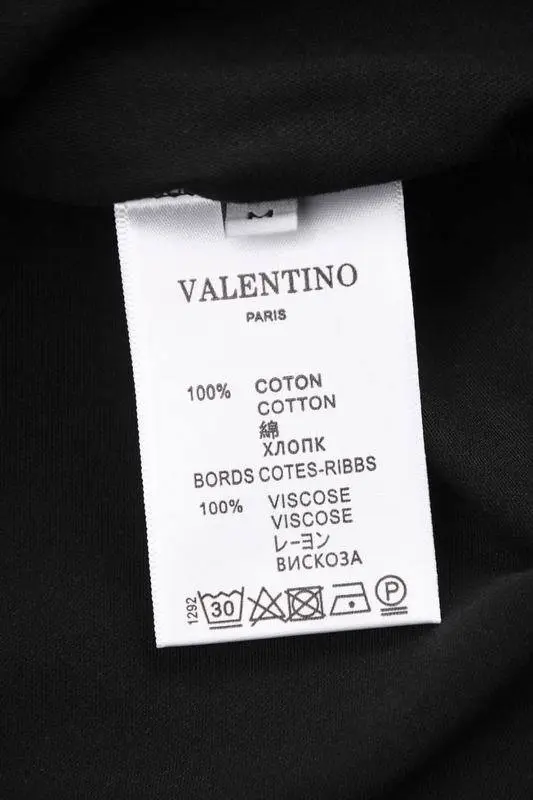 M
VALENTINO
PARIS
100% COTON
COTTON
綿
ХЛОПК
BORDS COTES-RIBBS
100% VISCOSE
VISCOSE
レーヨン
ВИСКОЗА
1292 30 P